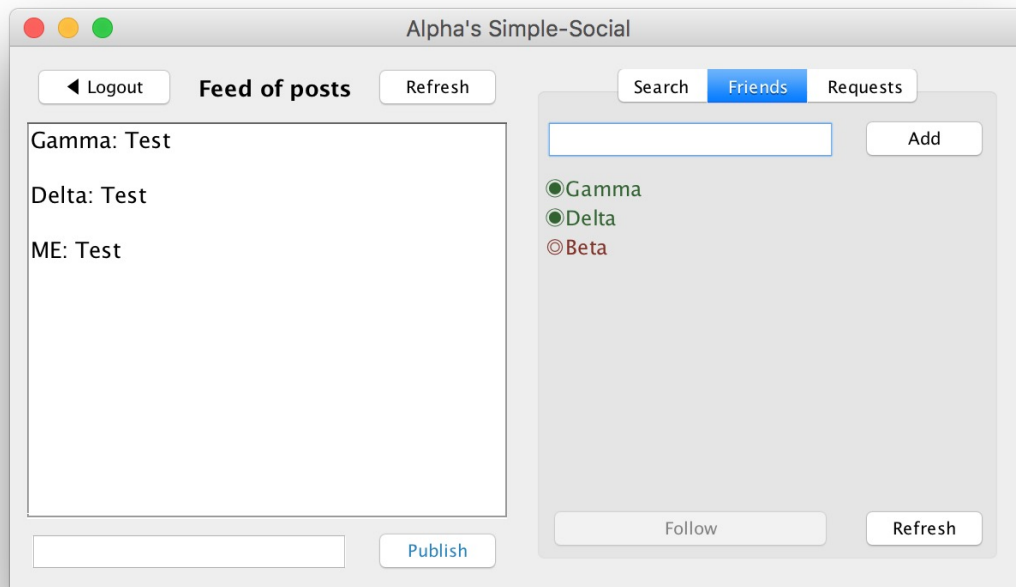 Alpha's Simple-Social
◀ Logout
Feed of posts
Refresh
Gamma: Test
Delta: Test
ME: Test
Publish
Search
Friends
Requests
Add
◉Gamma
◉Delta
◎Beta
Follow
Refresh